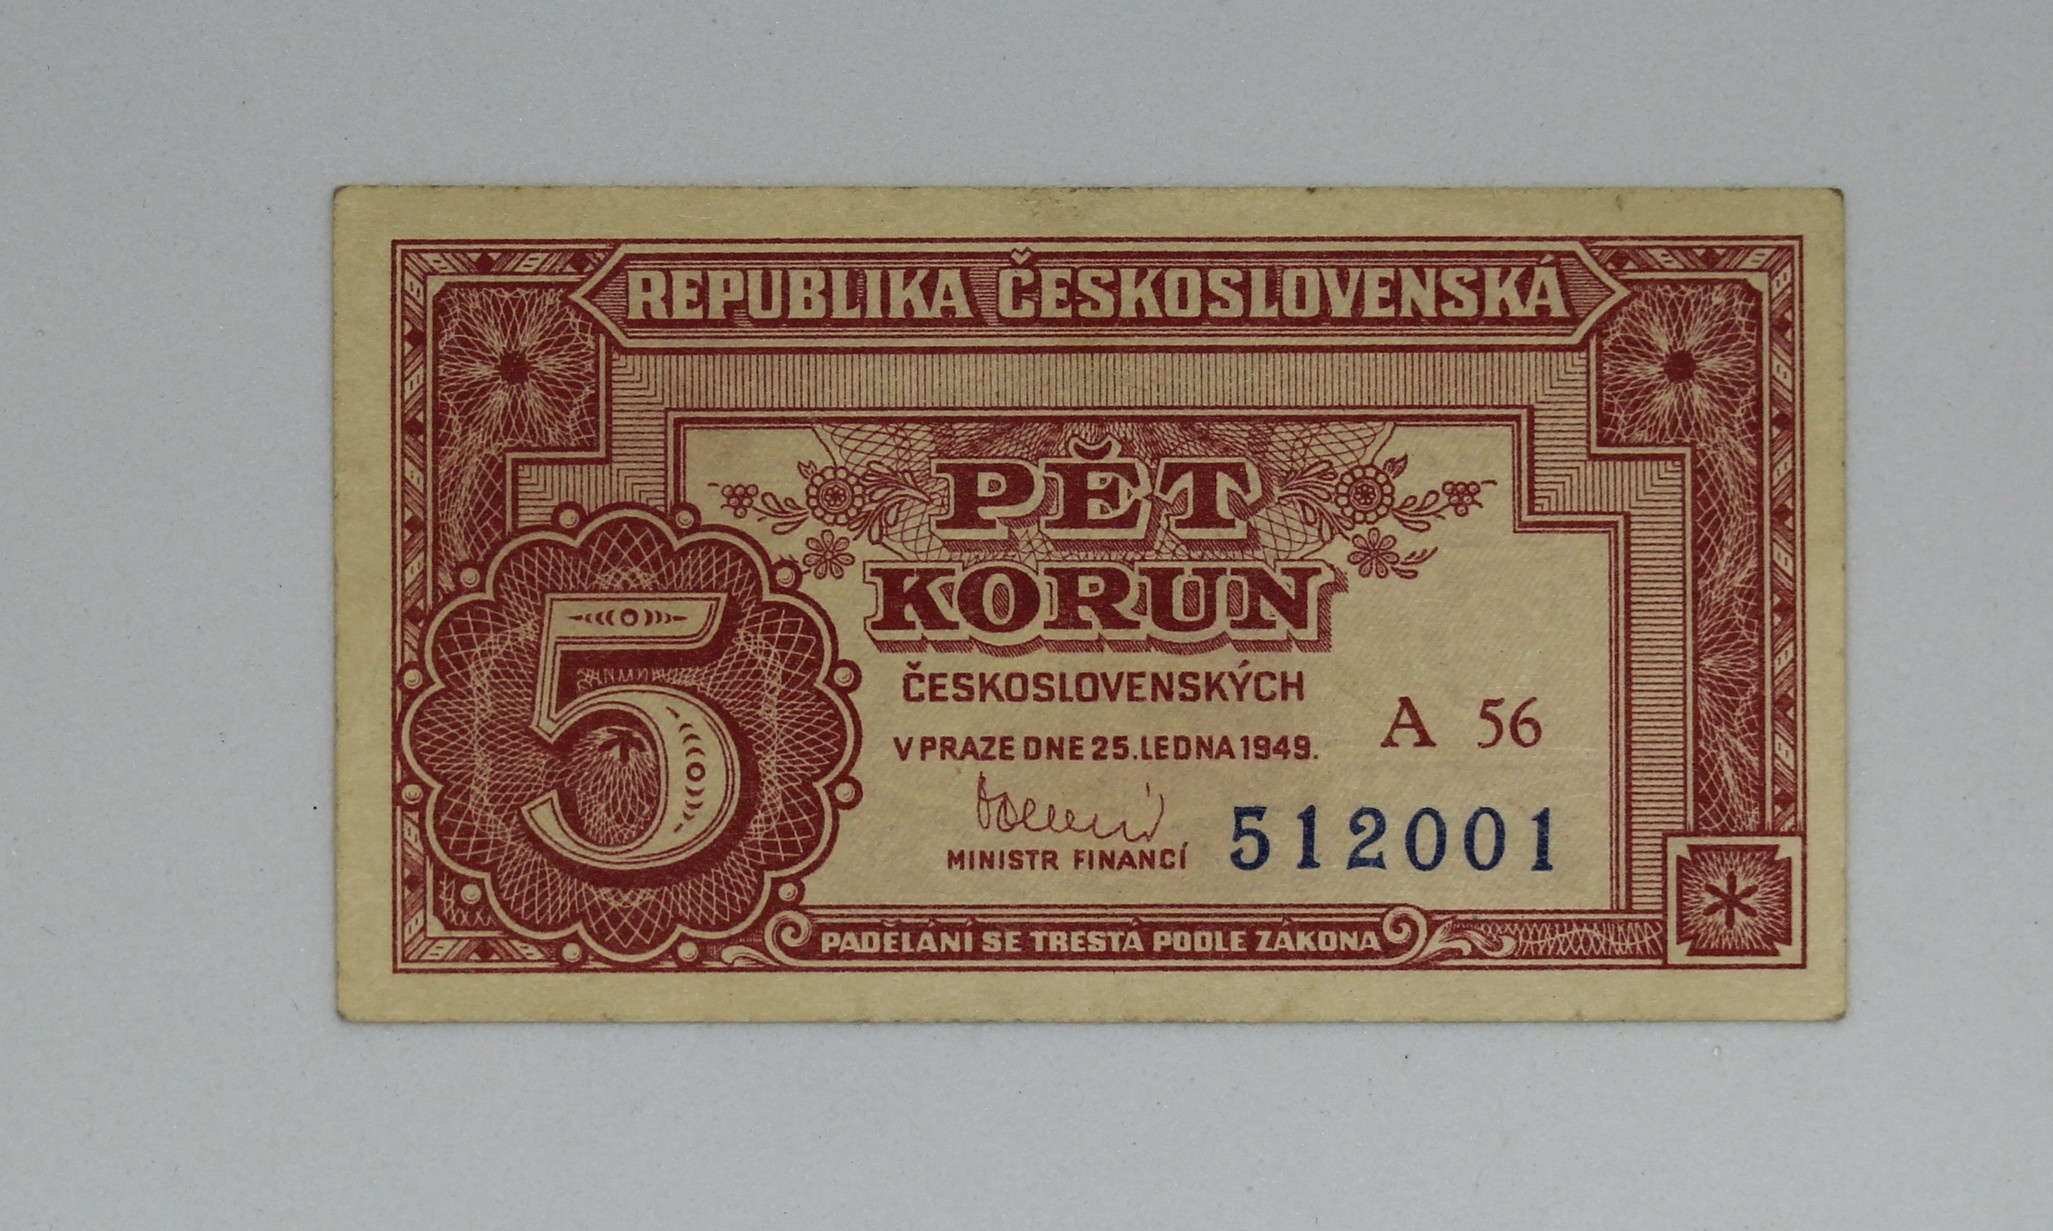 REPUBLIKA ČESKOSLOVENSKÁ
PĚT
KORUN
ČESKOSLOVENSKÝCH
V PRAZE DNE 25. LEDNA 1949.
A 56
MINISTR FINANCÍ
512001
5
PADĚLÁNÍ SE TRESTÁ PODLE ZÁKONA